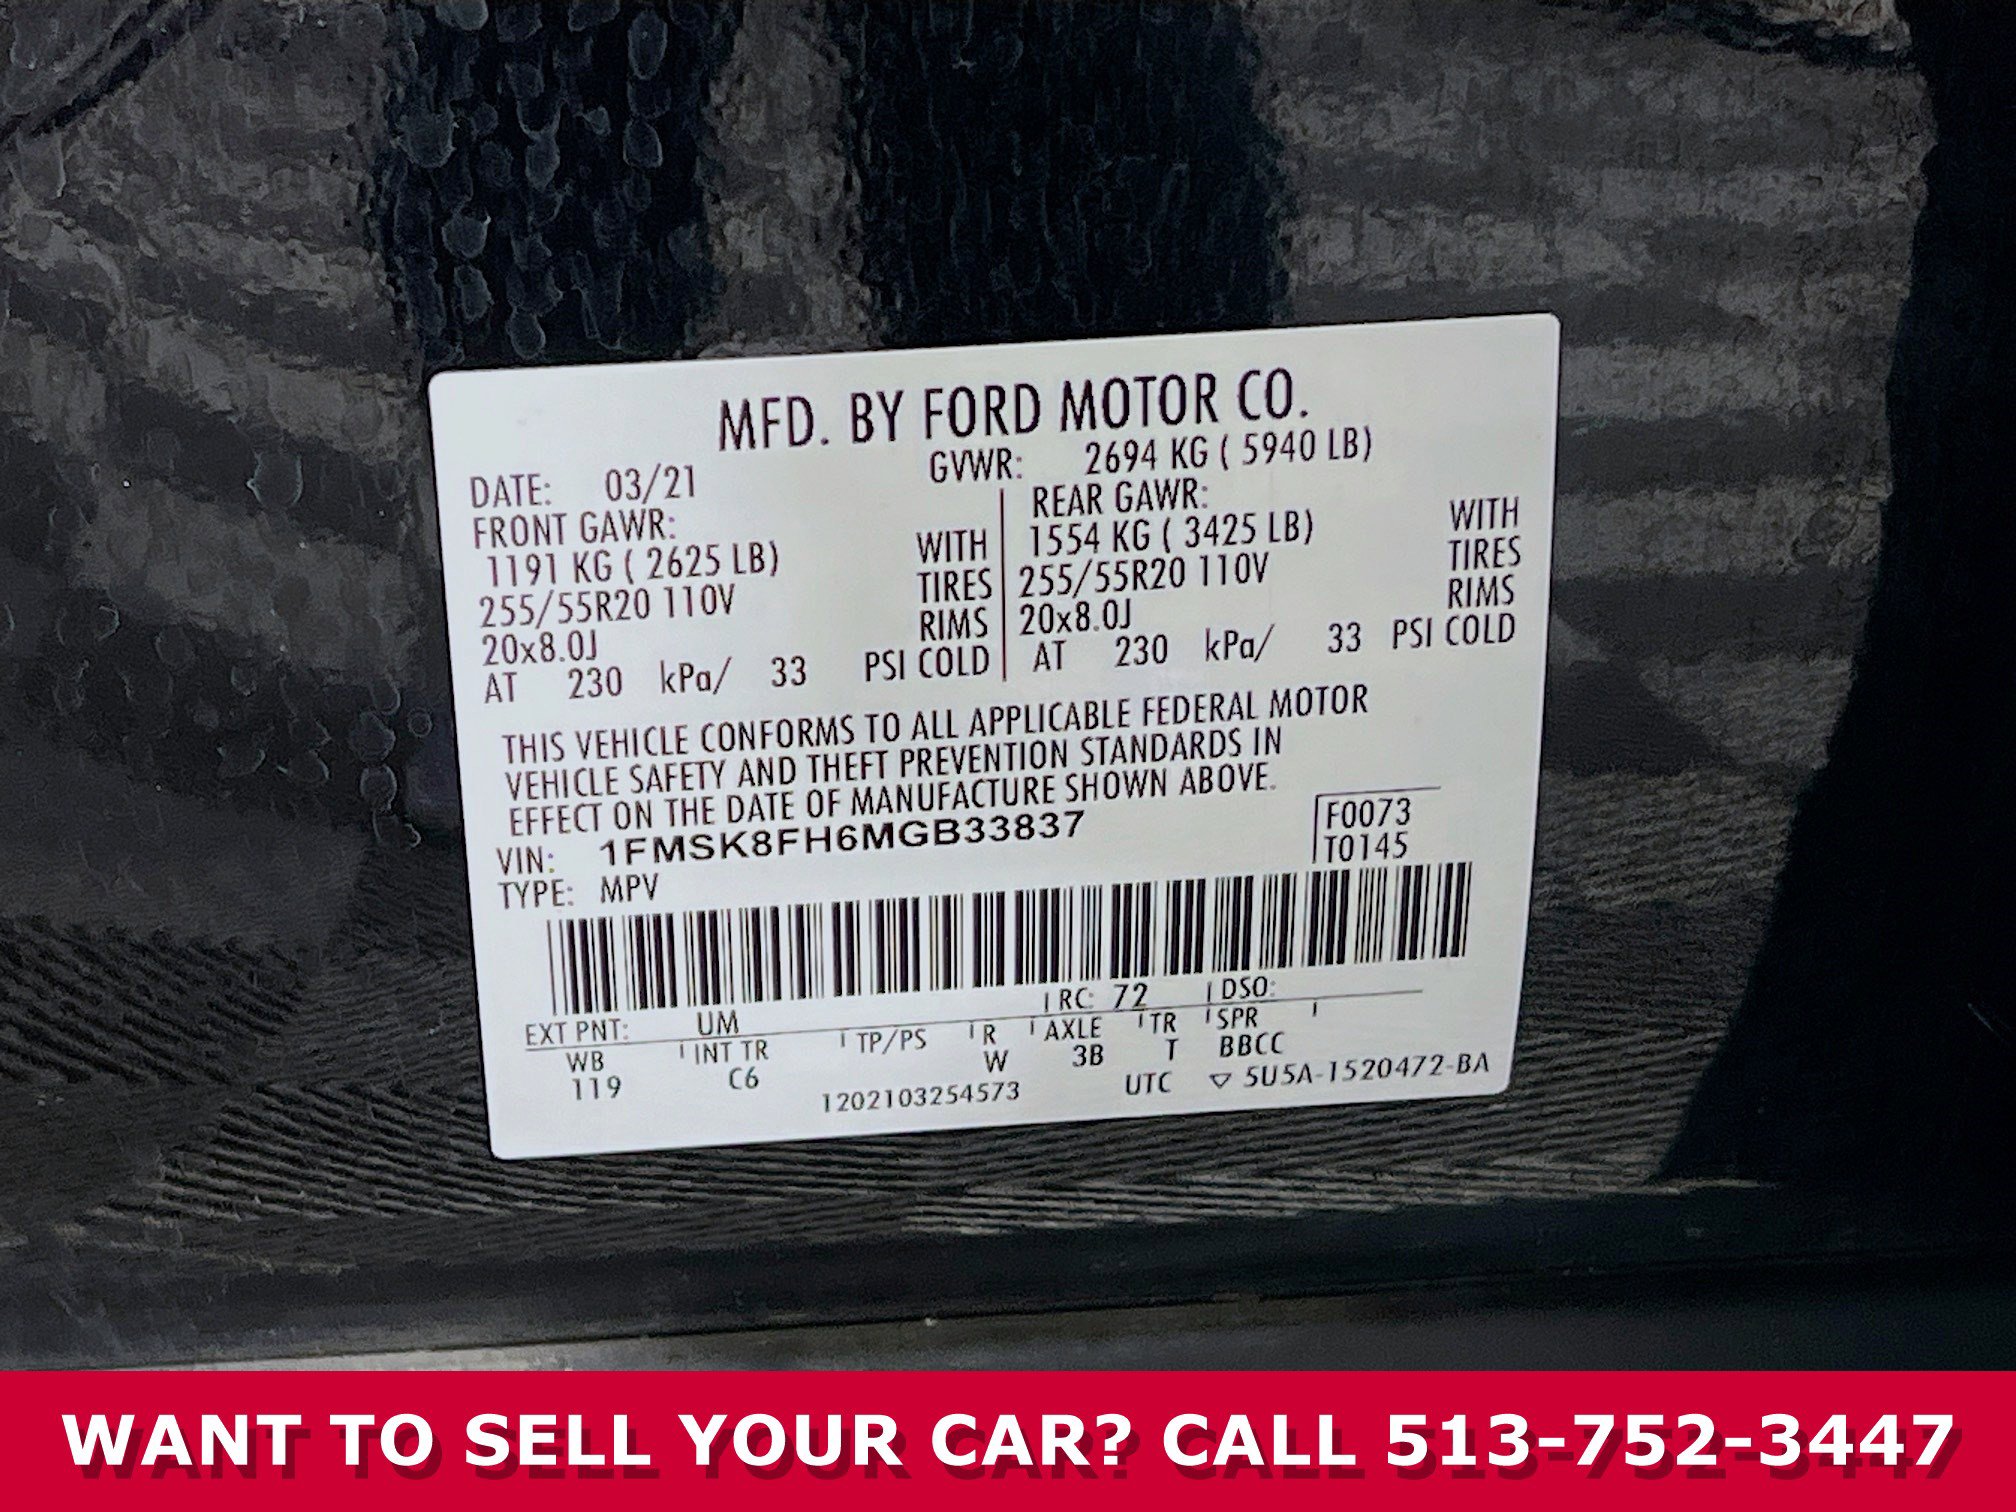 MFD. BY FORD MOTOR CO.
DATE: 03/21 GVWR: 2694 KG ( 5940 LB)
FRONT GAWR: REAR GAWR:
1191 KG ( 2625 LB) WITH 1554 KG ( 3425 LB) WITH
255/55R20 110V TIRES 255/55R20 110V TIRES
20x8.0J RIMS 20x8.0J RIMS
AT 230 kPa/ 33 PSI COLD AT 230 kPa/ 33 PSI COLD
THIS VEHICLE CONFORMS TO ALL APPLICABLE FEDERAL MOTOR
VEHICLE SAFETY AND THEFT PREVENTION STANDARDS IN
EFFECT ON THE DATE OF MANUFACTURE SHOWN ABOVE.
VIN: 1FMSK8FH6MGB33837 F0073
TYPE: MPV T0145
EXT PNT: UM RC: 72 DSO:
WB INT TR TP/PS R AXLE TR SPR
119 C6 W 3B T BBCC
1202103254573 UTC ▽ 5U5A-1520472-BA
WANT TO SELL YOUR CAR? CALL 513-752-3447